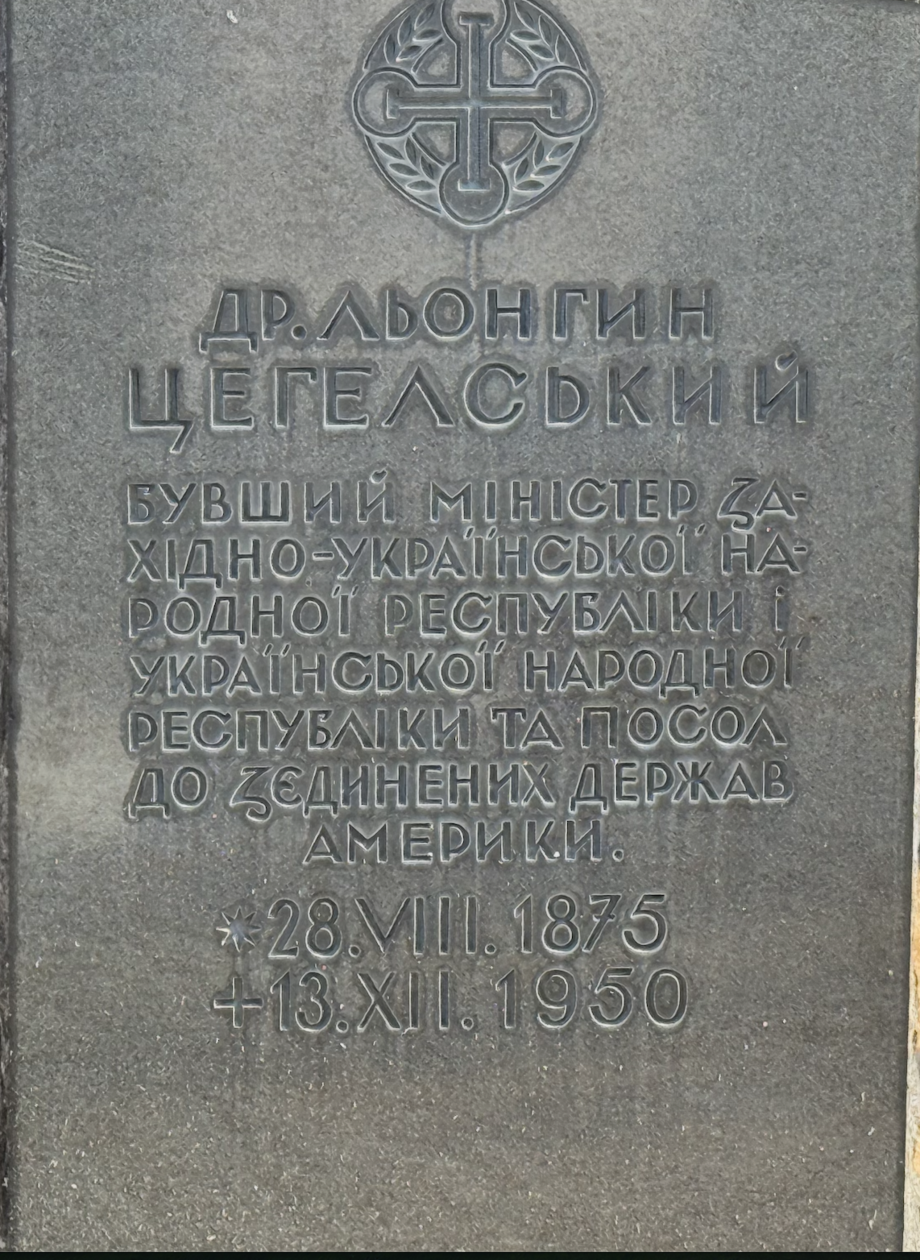 ДР. ЛЬОНГИН
ЦЕГЕЛСЬКИЙ
БУВШИЙ МІНІСТЕР ЗА-
ХІДНО-УКРАЇНСЬКОЇ НА-
РОДНОЇ РЕСПУБЛІКИ І
УКРАЇНСЬКОЇ НАРОДНОЇ
РЕСПУБЛІКИ ТА ПОСОЛ
ДО ЗЄДИНЕНИХ ДЕРЖАВ
АМЕРИКИ.
*28.VIII.1875
+13.XII.1950